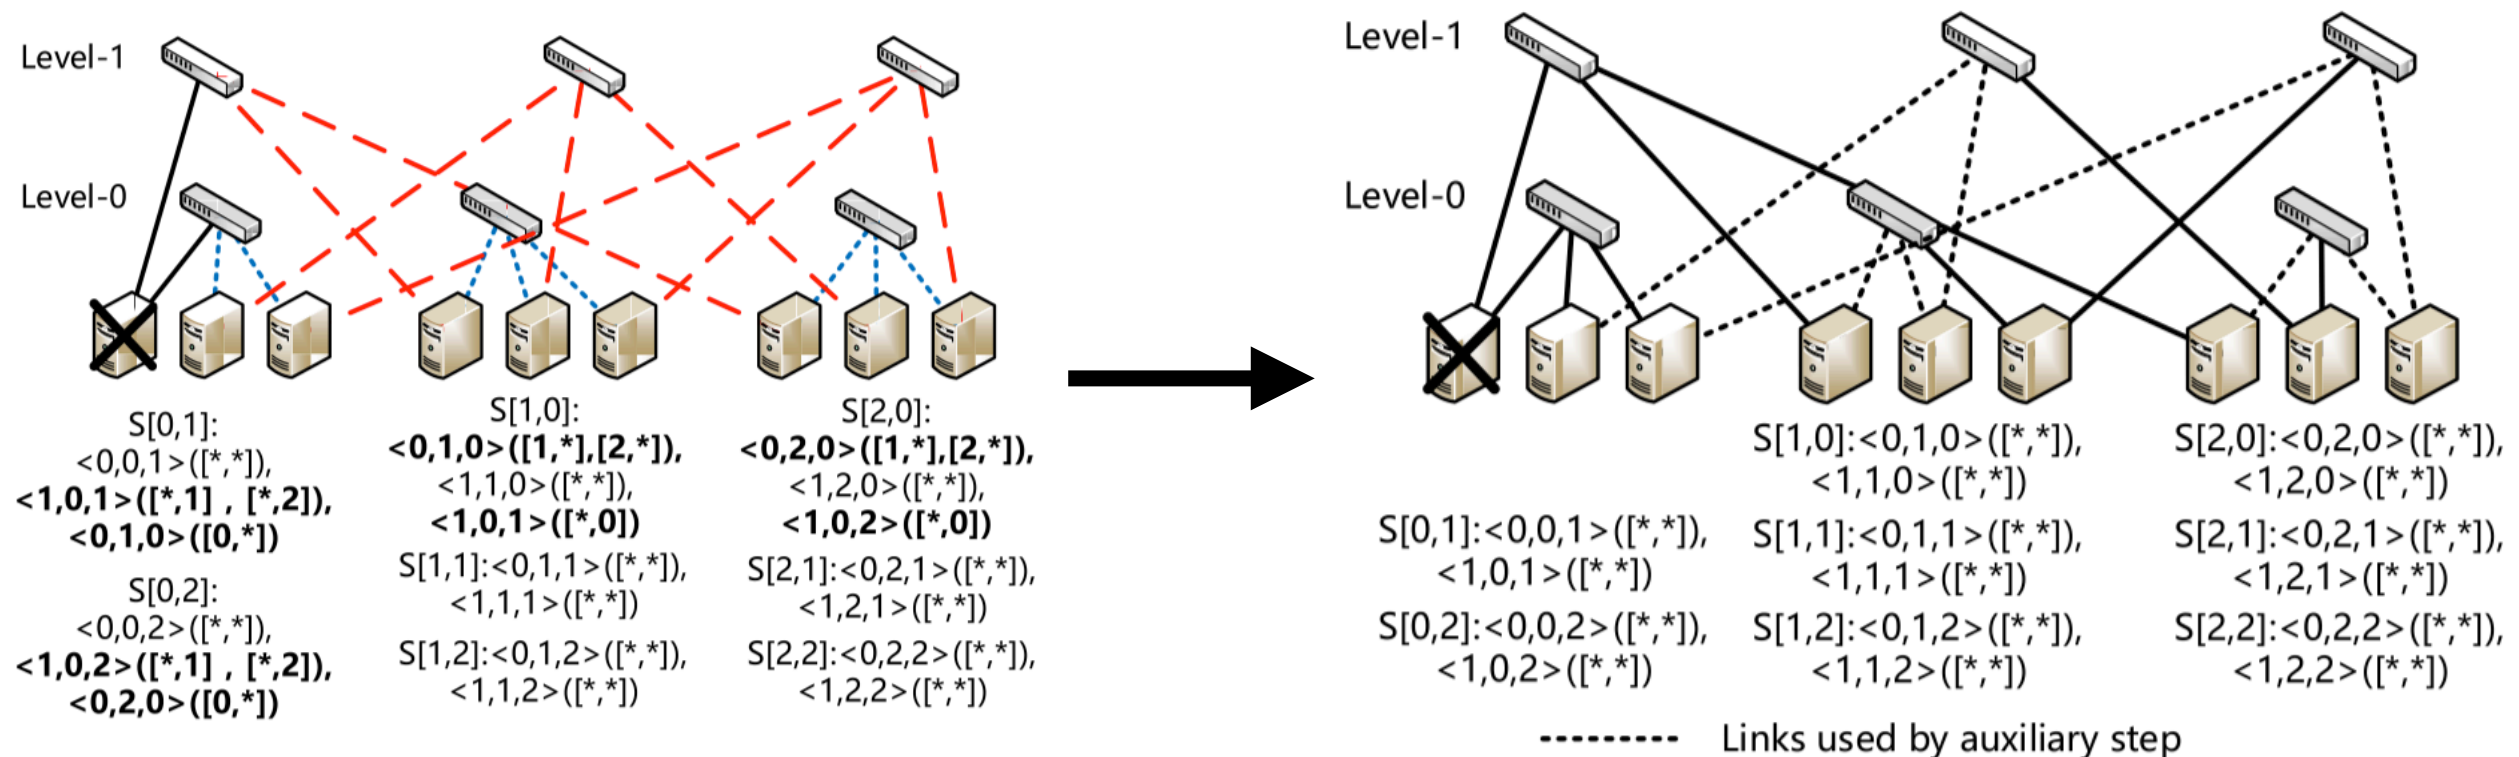 Level-1
Level-0
S[0,1]:
<0,0,1>([*,*]),
<1,0,1>([*,1] , [*,2]),
<0,1,0>([0,*])
S[0,2]:
<0,0,2>([*,*]),
<1,0,2>([*,1] , [*,2]),
<0,2,0>([0,*])
S[1,0]:
<0,1,0>([1,*],[2,*]),
<1,1,0>([*,*]),
<1,0,1>([*,0])
S[1,1]:<0,1,1>([*,*]),
<1,1,1>([*,*])
S[1,2]:<0,1,2>([*,*]),
<1,1,2>([*,*])
S[2,0]:
<0,2,0>([1,*],[2,*]),
<1,2,0>([*,*]),
<1,0,2>([*,0])
S[2,1]:<0,2,1>([*,*]),
<1,2,1>([*,*])
S[2,2]:<0,2,2>([*,*]),
<1,2,2>([*,*])
Level-1
Level-0
S[0,1]:<0,0,1>([*,*]),
<1,0,1>([*,*])
S[0,2]:<0,0,2>([*,*]),
<1,0,2>([*,*])
S[1,0]:<0,1,0>([*,*]),
<1,1,0>([*,*])
S[1,1]:<0,1,1>([*,*]),
<1,1,1>([*,*])
S[1,2]:<0,1,2>([*,*]),
<1,1,2>([*,*])
S[2,0]:<0,2,0>([*,*]),
<1,2,0>([*,*])
S[2,1]:<0,2,1>([*,*]),
<1,2,1>([*,*])
S[2,2]:<0,2,2>([*,*]),
<1,2,2>([*,*])
Links used by auxiliary step